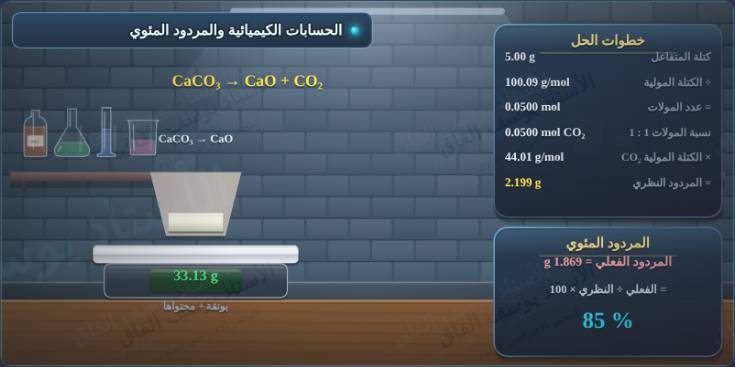 الحسابات الكيميائية والمردود المئوي
CaCO₃ → CaO + CO₂
CaCO₃ → CaO
33.13 g
بوتقة + محتواها
خطوات الحل
كتلة المتفاعل 5.00 g
÷ الكتلة المولية 100.09 g/mol
= عدد المولات 0.0500 mol
نسبة المولات 1 : 1 0.0500 mol CO₂
× الكتلة المولية CO₂ 44.01 g/mol
= المردود النظري 2.199 g
المردود المئوي
المردود الفعلي = 1.869 g
= الفعلي ÷ النظري × 100
85 %